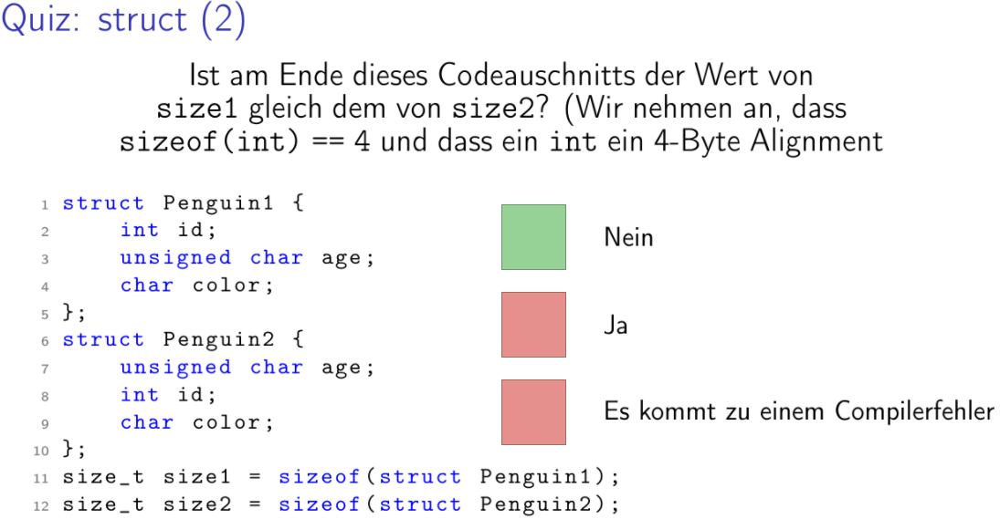 Quiz: struct (2)
Ist am Ende dieses Codeauschnitts der Wert von
size1 gleich dem von size2? (Wir nehmen an, dass
sizeof(int) == 4 und dass ein int ein 4-Byte Alignment
1 struct Penguin1 {
2 int id;
3 unsigned char age;
4 char color;
5 };
6 struct Penguin2 {
7 unsigned char age;
8 int id;
9 char color;
10 };
11 size_t size1 = sizeof(struct Penguin1);
12 size_t size2 = sizeof(struct Penguin2);
Nein
Ja
Es kommt zu einem Compilerfehler